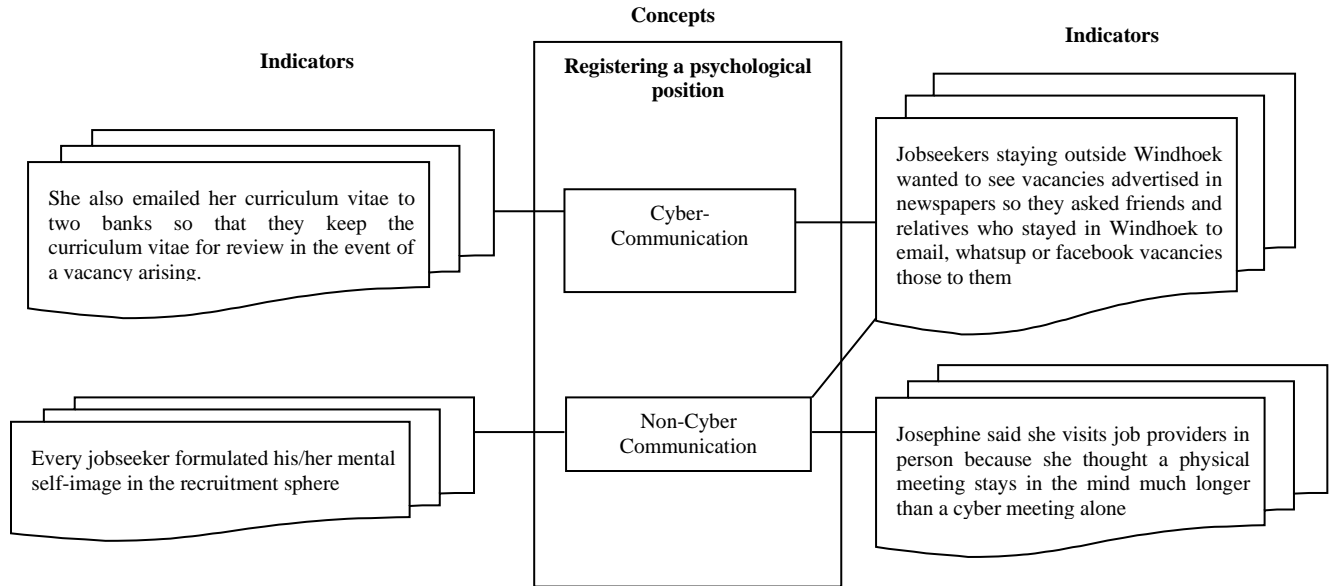 Concepts
Indicators
Indicators
Registering a psychological
position
She also emailed her curriculum vitae to
two banks so that they keep the
curriculum vitae for review in the event of
a vacancy arising.
Cyber-
Communication
Jobseekers staying outside Windhoek
wanted to see vacancies advertised in
newspapers so they asked friends and
relatives who stayed in Windhoek to
email, whatsup or facebook vacancies
those to them
Every jobseeker formulated his/her mental
self-image in the recruitment sphere
Non-Cyber
Communication
Josephine said she visits job providers in
person because she thought a physical
meeting stays in the mind much longer
than a cyber meeting alone